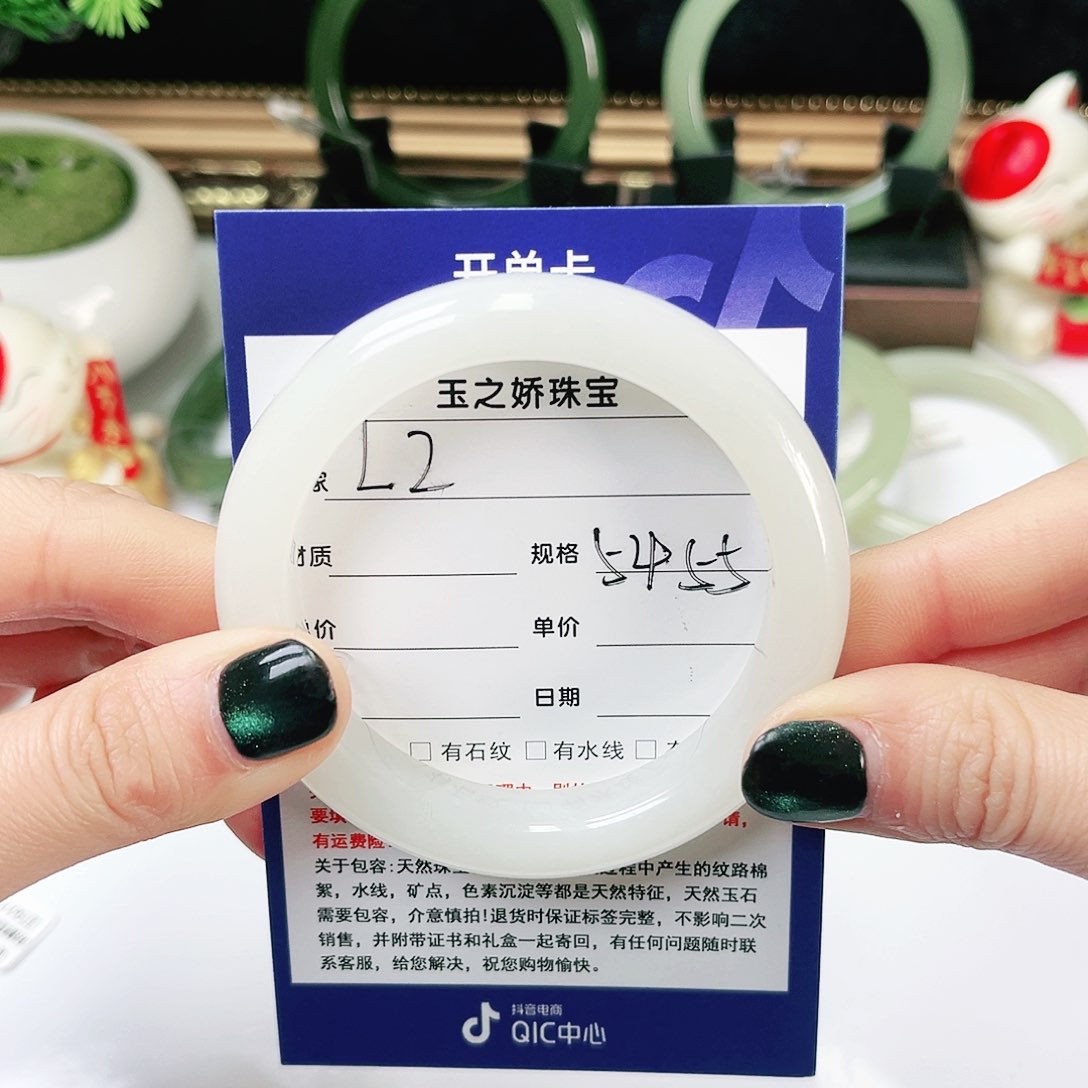 开单卡
玉之娇珠宝
L2
材质 规格 54 55
价 单价
日期
□ 有石纹 □ 有水线 □
有运费险
关于包容:天然珠宝 过程中产生的纹路棉
絮，水线，矿点，色素沉淀等都是天然特征，天然玉石
需要包容，介意慎拍!退货时保证标签完整，不影响二次
销售，并附带证书和礼盒一起寄回，有任何问题随时联
系客服，给您解决，祝您购物愉快。
抖音电商
QIC中心